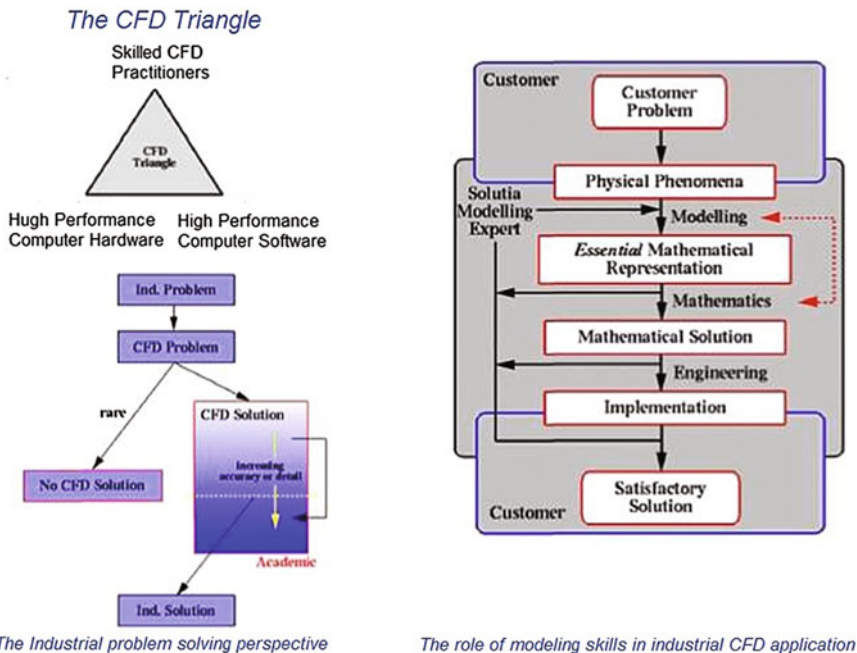 The CFD Triangle
Skilled CFD
Practitioners
CFD
Triangle
Hugh Performance
Computer Hardware
High Performance
Computer Software
Ind. Problem
CFD Problem
rare
No CFD Solution
CFD Solution
Increasing
accuracy or detail
Academic
Ind. Solution
The Industrial problem solving perspective
Customer
Customer
Problem
Physical Phenomena
Solutia
Modelling
Expert
Modelling
Essential Mathematical
Representation
Mathematics
Mathematical Solution
Engineering
Implementation
Satisfactory
Solution
Customer
The role of modeling skills in industrial CFD application